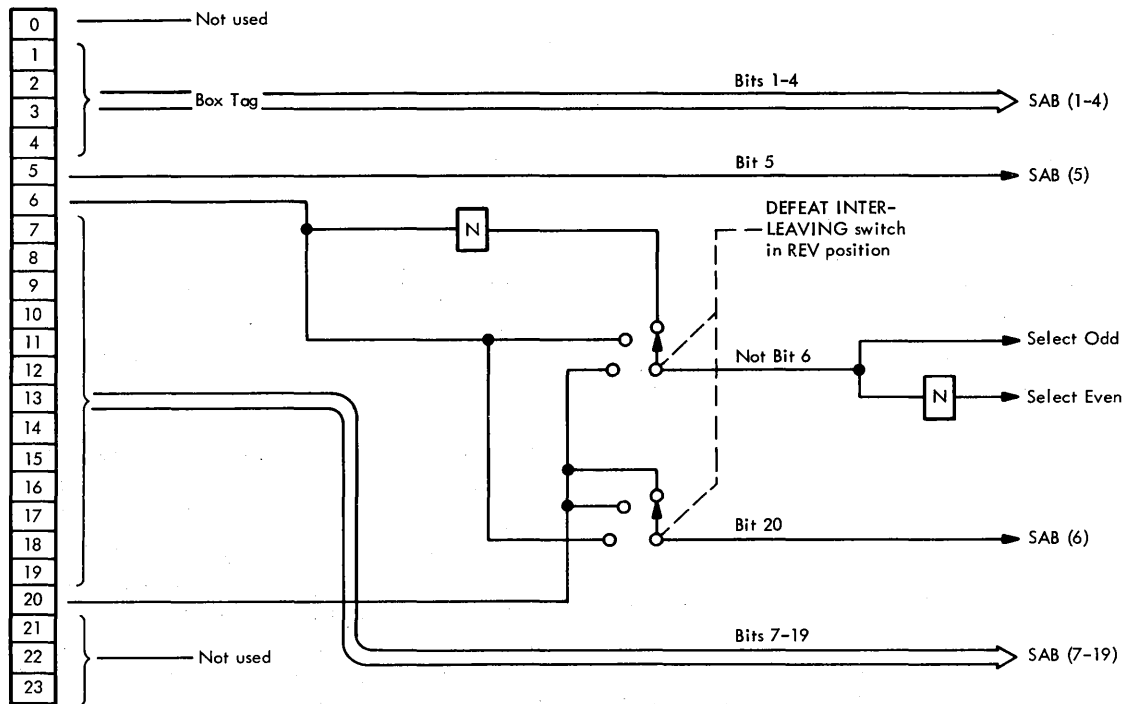 0 Not used
1
2 Bits 1-4
3 Box Tag SAB (1-4)
4
5 Bit 5 SAB (5)
6
7 N DEFEAT INTER-
LEAVING switch
8 in REV position
9
10
11 Select Odd
12 Not Bit 6
13 N Select Even
14
15
16
17 Bit 20
18 SAB (6)
19
20
21 Bits 7-19
22 Not used SAB (7-19)
23